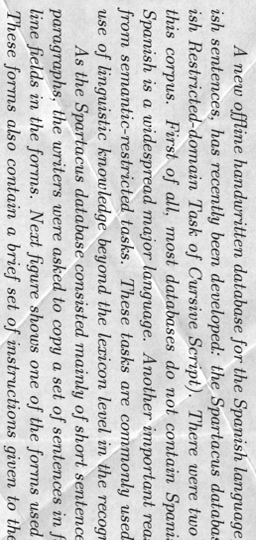 A new offline handwritten database for the Spanish language
ish sentences, has recently been developed: the Spartacus databas
ish Restricted-domain Task of Cursive Script). There were two
this corpus. First of all, most databases do not contain Spani
Spanish is a widespread major language. Another important rea
from semantic-restricted tasks. These tasks are commonly used
use of linguistic knowledge beyond the lexicon level in the recogn
As the Spartacus database consisted mainly of short sentence
paragraphs, the writers were asked to copy a set of sentences in f
line fields in the forms. Next figure shows one of the forms used
These forms also contain a brief set of instructions given to the